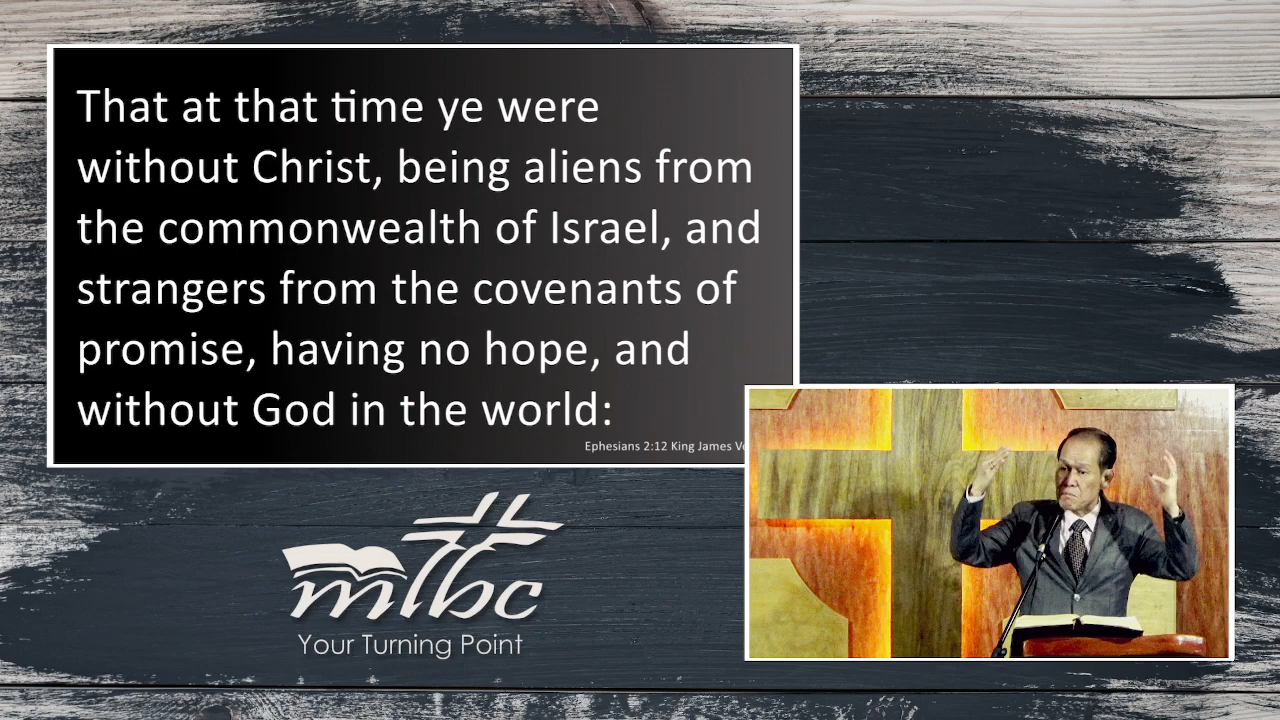 That at that time ye were
without Christ, being aliens from
the commonwealth of Israel, and
strangers from the covenants of
promise, having no hope, and
without God in the world:
Ephesians 2:12 King James
mlbc
Your Turning Point